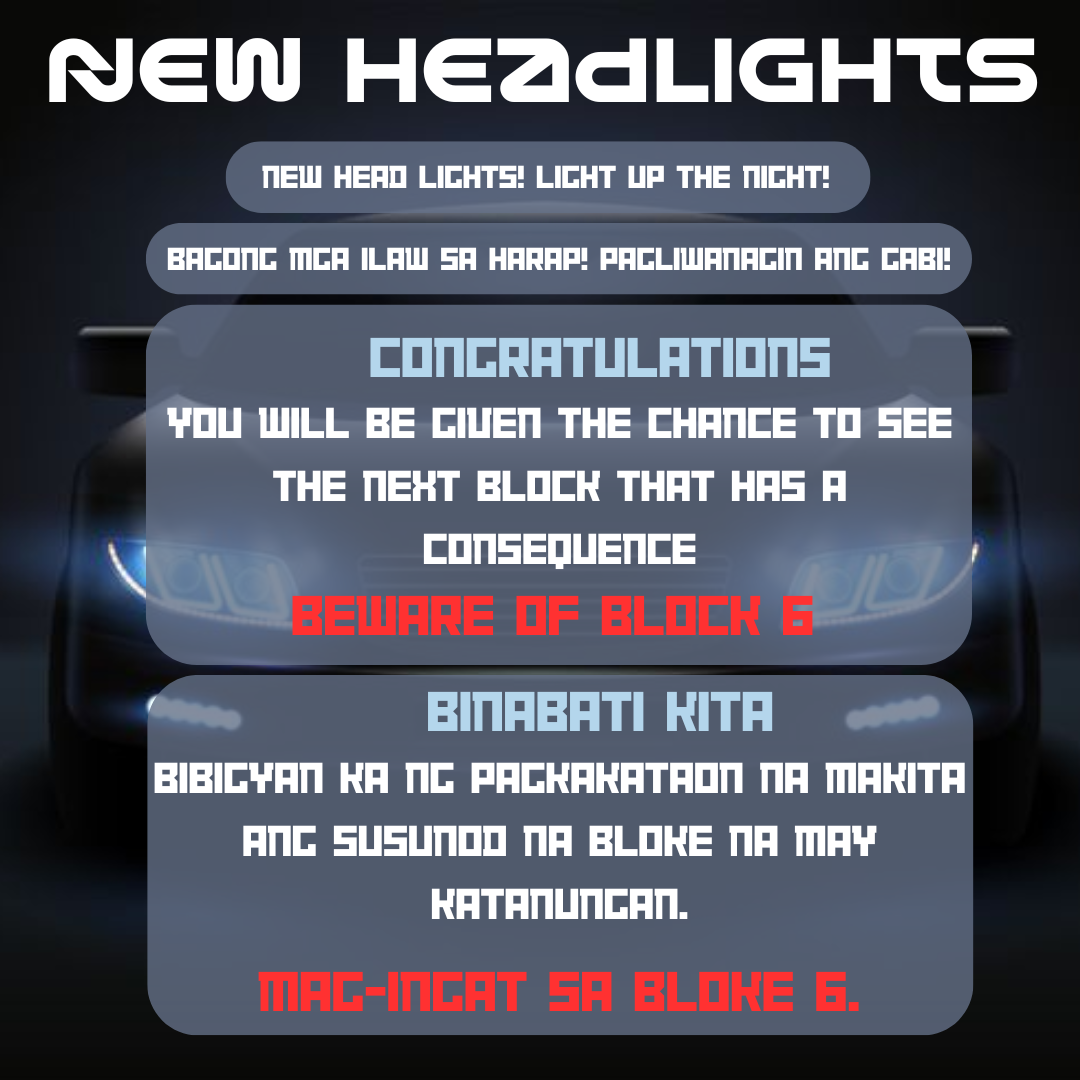 NEW HEADLIGHTS
NEW HEAD LIGHTS! LIGHT UP THE NIGHT!
BAGONG MGA ILAW SA HARAP! PAGLIWANAGIN ANG GABI!
CONGRATULATIONS
YOU WILL BE GIVEN THE CHANCE TO SEE
THE NEXT BLOCK THAT HAS A
CONSEQUENCE
BEWARE OF BLOCK 6
BINABATI KITA
BIBIGYAN KA NG PAGKAKATAON NA MAKITA
ANG SUSUNOD NA BLOKE NA MAY
KATANUNGAN.
MAG-INGAT SA BLOKE 6.